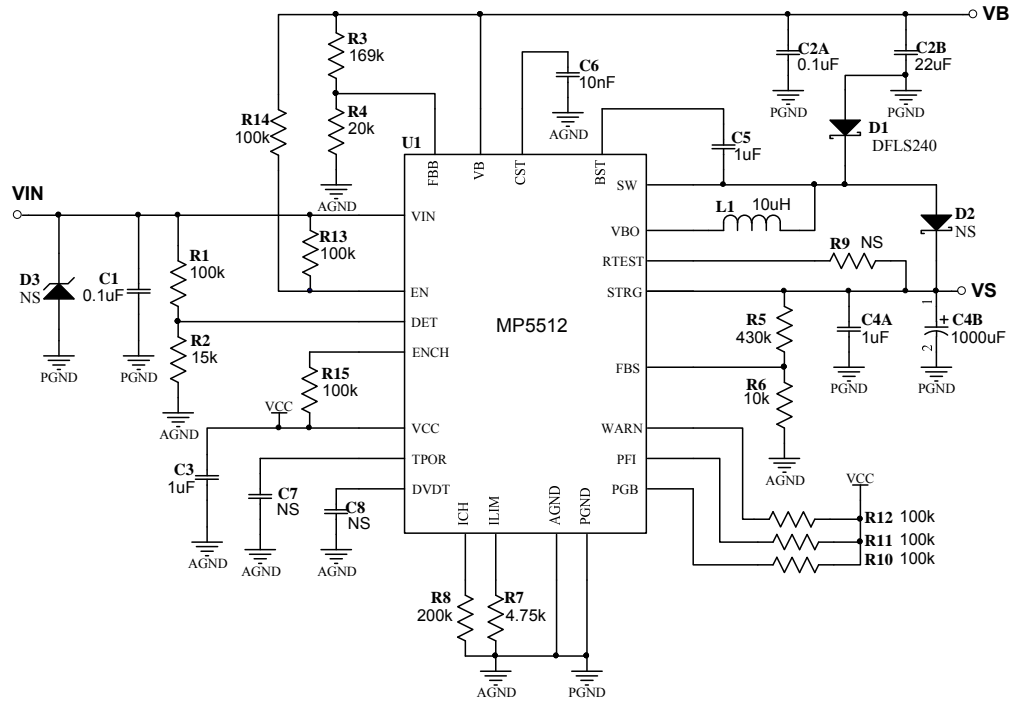 VB
R3
169k
C2A
0.1uF
C2B
22uF
C6
10nF
R14
100k
R4
20k
PGND
PGND
D1
DFLS240
AGND
C5
1uF
U1
FBB
VB
CST
BST
AGND
SW
VIN
VIN
L1
10uH
VBO
D2
NS
R13
100k
R9
NS
RTEST
R1
100k
D3
NS
C1
0.1uF
EN
STRG
VS
1
DET
MP5512
R5
430k
C4A
1uF
+
C4B
1000uF
2
R2
15k
ENCH
PGND
PGND
R15
100k
FBS
PGND
PGND
R6
10k
AGND
VCC
VCC
WARN
C3
1uF
TPOR
PFI
AGND
VCC
C7
NS
DVDT
C8
NS
PGB
ICH
ILIM
AGND
PGND
R12 100k
R11 100k
R10 100k
AGND
AGND
AGND
R8
200k
R7
4.75k
AGND
PGND